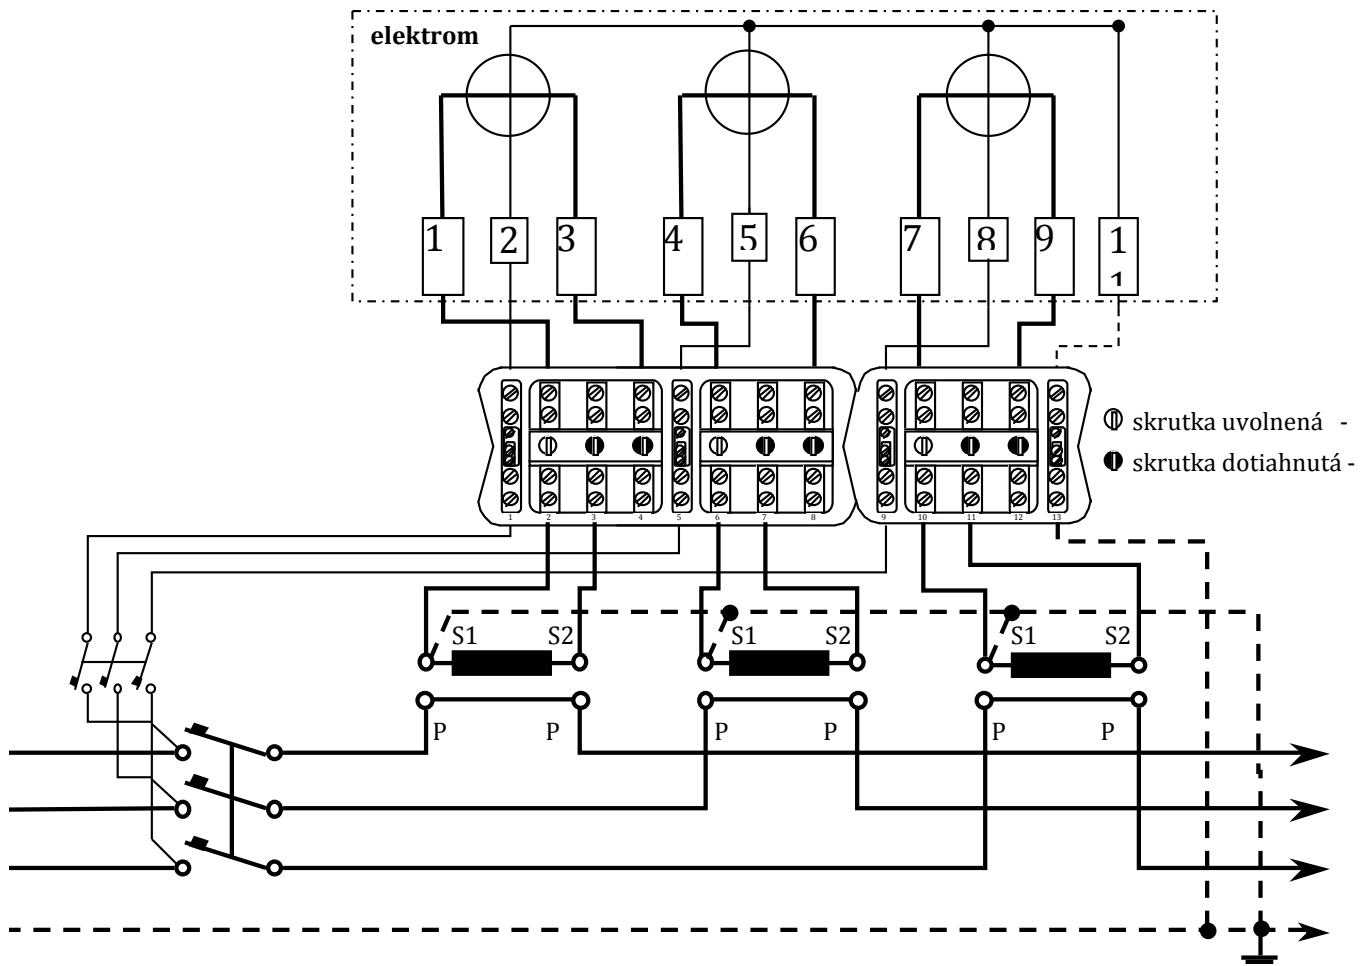 elektrom
1 2 3 4 5 6 7 8 9 1
1
skrutka uvolnená -
skrutka dotiahnutá -
1 2 3 4 5 6 7 8 9 10 11 12 13
S1 S2 S1 S2 S1 S2
P P P P P P